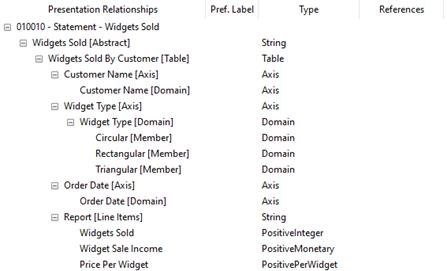 Presentation Relationships Pref. Label Type References
010010 - Statement - Widgets Sold
Widgets Sold [Abstract] String
Widgets Sold By Customer [Table] Table
Customer Name [Axis] Axis
Customer Name [Domain] Domain
Widget Type [Axis] Axis
Widget Type [Domain] Domain
Circular [Member] Domain
Rectangular [Member] Domain
Triangular [Member] Domain
Order Date [Axis] Axis
Order Date [Domain] Domain
Report [Line Items] String
Widgets Sold PositiveInteger
Widget Sale Income PositiveMonetary
Price Per Widget PositivePerWidget